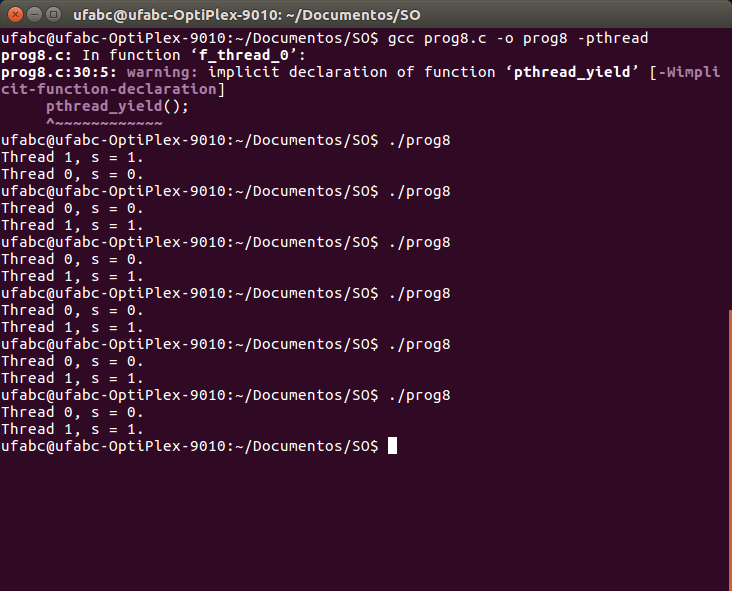 ufabc@ufabc-OptiPlex-9010: ~/Documentos/SO
ufabc@ufabc-OptiPlex-9010:~/Documentos/SO$ gcc prog8.c -o prog8 -pthread
prog8.c: In function ‘f_thread_0’:
prog8.c:30:5: warning: implicit declaration of function ‘pthread_yield’ [-Wimpli
cit-function-declaration]
     pthread_yield();
     ^~~~~~~~~~~~~
ufabc@ufabc-OptiPlex-9010:~/Documentos/SO$ ./prog8
Thread 1, s = 1.
Thread 0, s = 0.
ufabc@ufabc-OptiPlex-9010:~/Documentos/SO$ ./prog8
Thread 0, s = 0.
Thread 1, s = 1.
ufabc@ufabc-OptiPlex-9010:~/Documentos/SO$ ./prog8
Thread 0, s = 0.
Thread 1, s = 1.
ufabc@ufabc-OptiPlex-9010:~/Documentos/SO$ ./prog8
Thread 0, s = 0.
Thread 1, s = 1.
ufabc@ufabc-OptiPlex-9010:~/Documentos/SO$ ./prog8
Thread 0, s = 0.
Thread 1, s = 1.
ufabc@ufabc-OptiPlex-9010:~/Documentos/SO$ ./prog8
Thread 0, s = 0.
Thread 1, s = 1.
ufabc@ufabc-OptiPlex-9010:~/Documentos/SO$